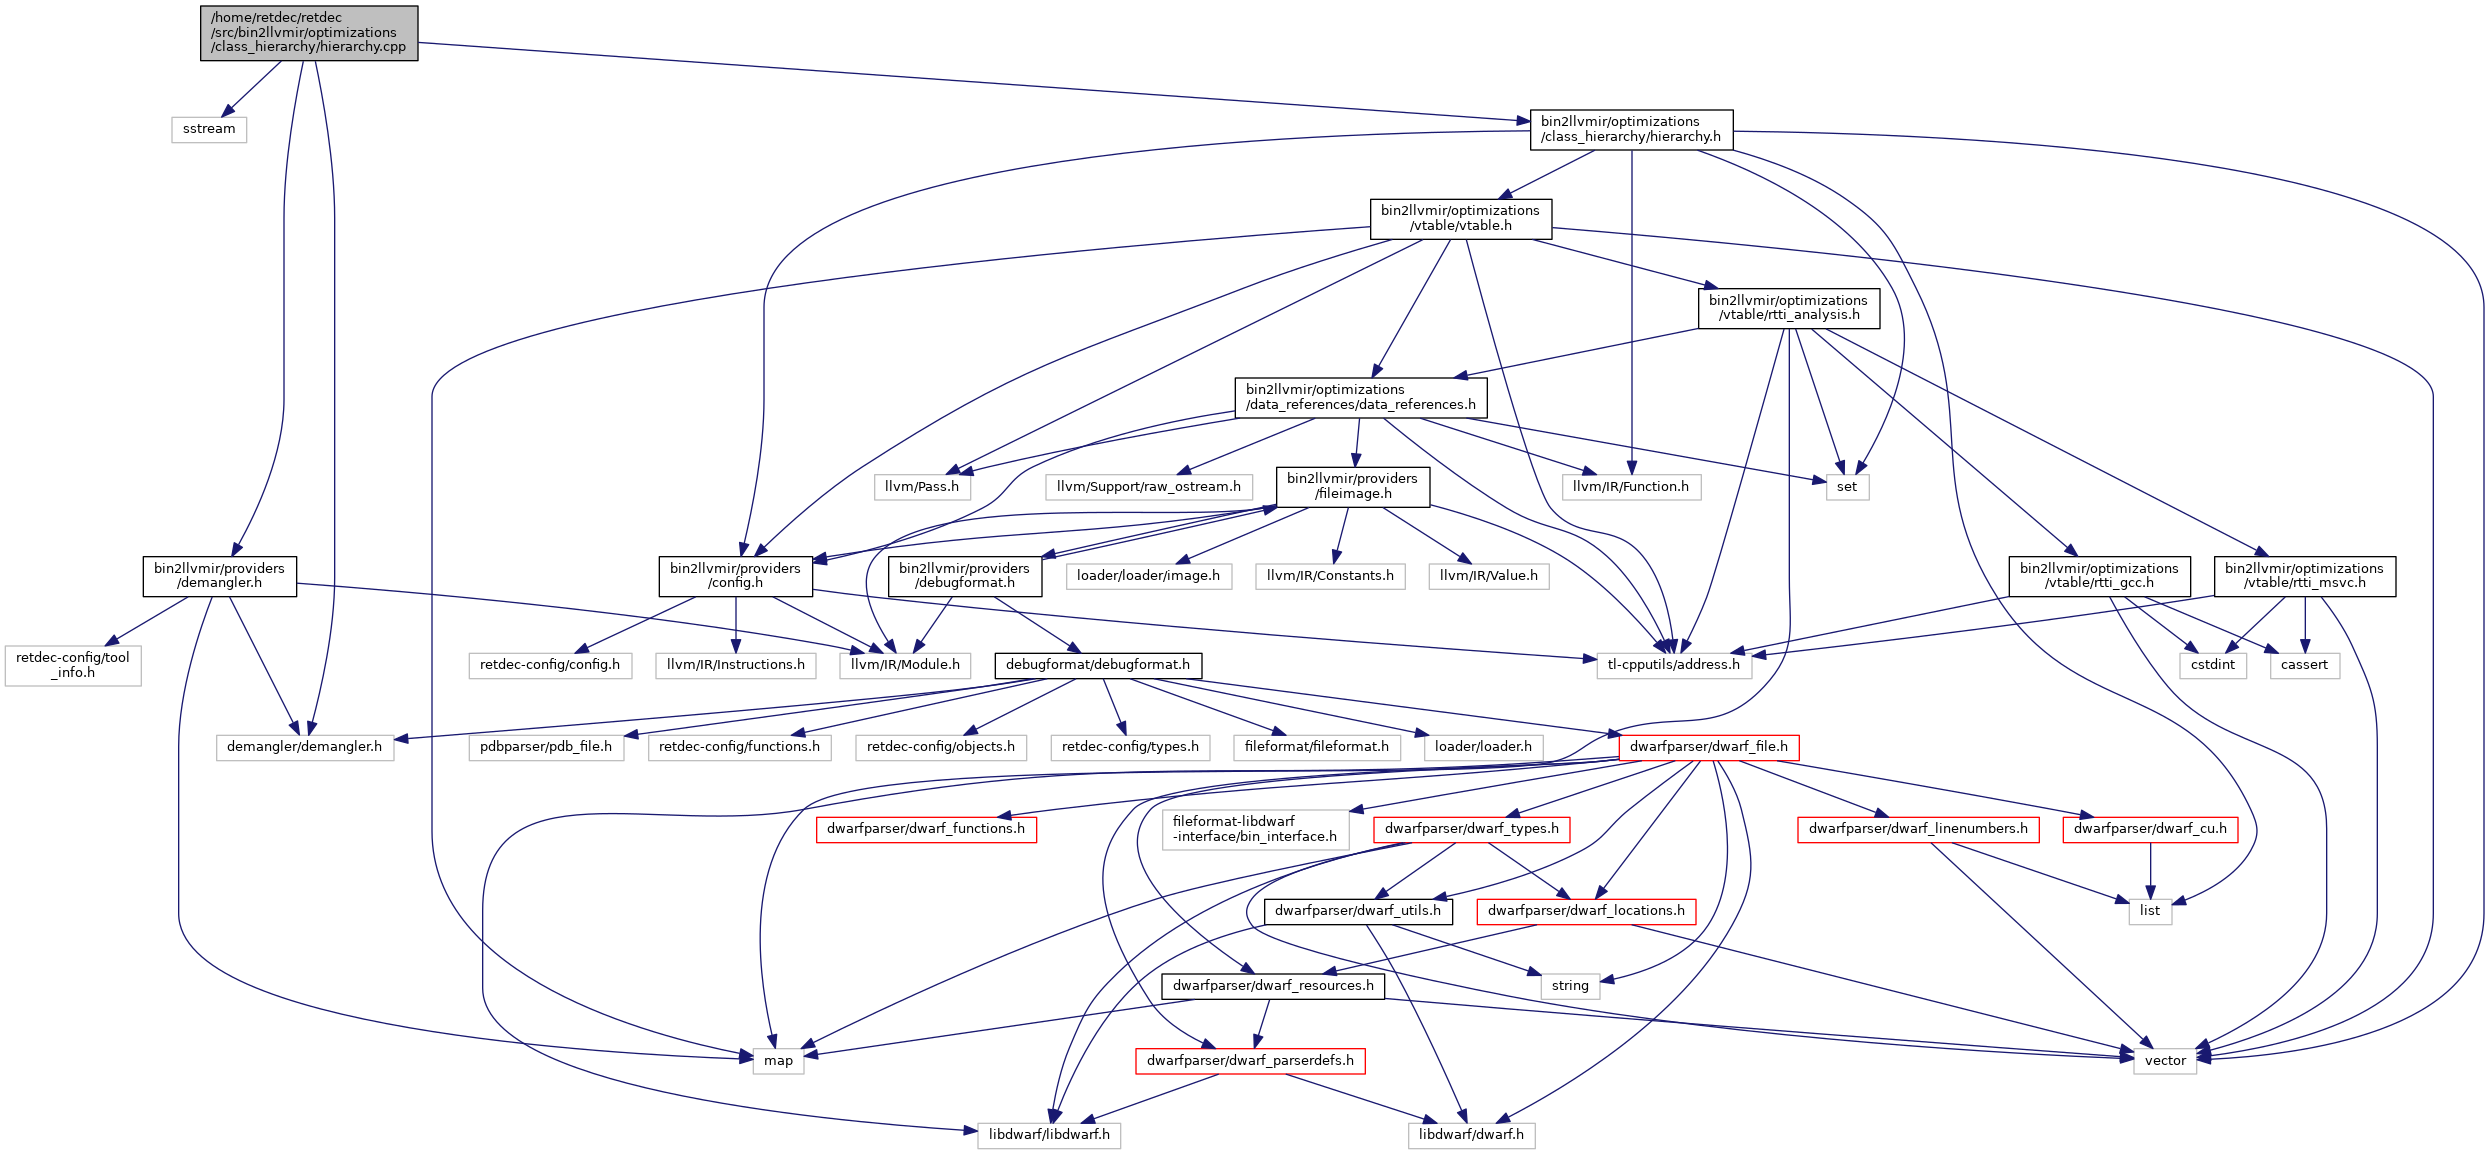 /home/retdec/retdec
/src/bin2llvmir/optimizations
/class_hierarchy/hierarchy.cpp
sstream
bin2llvmir/optimizations
/class_hierarchy/hierarchy.h
bin2llvmir/optimizations
/vtable/vtable.h
bin2llvmir/optimizations
/vtable/rtti_analysis.h
bin2llvmir/optimizations
/data_references/data_references.h
llvm/Pass.h
llvm/Support/raw_ostream.h
bin2llvmir/providers
/fileimage.h
llvm/IR/Function.h
set
bin2llvmir/providers
/demangler.h
bin2llvmir/providers
/config.h
bin2llvmir/providers
/debugformat.h
loader/loader/image.h
llvm/IR/Constants.h
llvm/IR/Value.h
bin2llvmir/optimizations
/vtable/rtti_gcc.h
bin2llvmir/optimizations
/vtable/rtti_msvc.h
retdec-config/tool
_info.h
retdec-config/config.h
llvm/IR/Instructions.h
llvm/IR/Module.h
debugformat/debugformat.h
tl-cpputils/address.h
cstdint
cassert
demangler/demangler.h
pdbparser/pdb_file.h
retdec-config/functions.h
retdec-config/objects.h
retdec-config/types.h
fileformat/fileformat.h
loader/loader.h
dwarfparser/dwarf_file.h
dwarfparser/dwarf_functions.h
fileformat-libdwarf
-interface/bin_interface.h
dwarfparser/dwarf_types.h
dwarfparser/dwarf_linenumbers.h
dwarfparser/dwarf_cu.h
dwarfparser/dwarf_utils.h
dwarfparser/dwarf_locations.h
list
dwarfparser/dwarf_resources.h
string
map
dwarfparser/dwarf_parserdefs.h
vector
libdwarf/libdwarf.h
libdwarf/dwarf.h